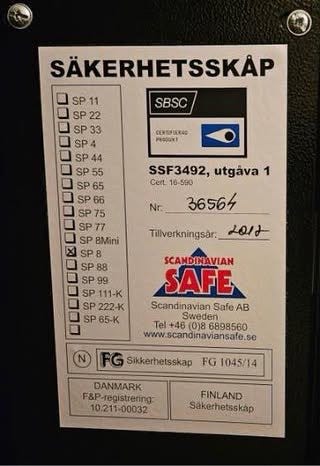 SÄKERHETSSKÅP
SP 11
SP 22
SP 33
SP 4
SP 44
SP 55
SP 65
SP 66
SP 75
SP 77
SP 8Mini
SP 8
SP 88
SP 99
SP 111-K
SP 222-K
SP 65-K
SBSC
CERTIFIERAD
PRODUKT
SSF3492, utgåva 1
Cert. 16-590
Nr: 36564
Tillverkningsår: 2012
SCANDINAVIAN
SAFE
Scandinavian Safe AB
Sweden
Tel +46 (0)8 6898560
www.scandinaviansafe.se
N FG Sikkerhetsskap FG 1045/14
DANMARK
F&P-registrering:
10.211-00032
FINLAND
Säkerhetsskåp